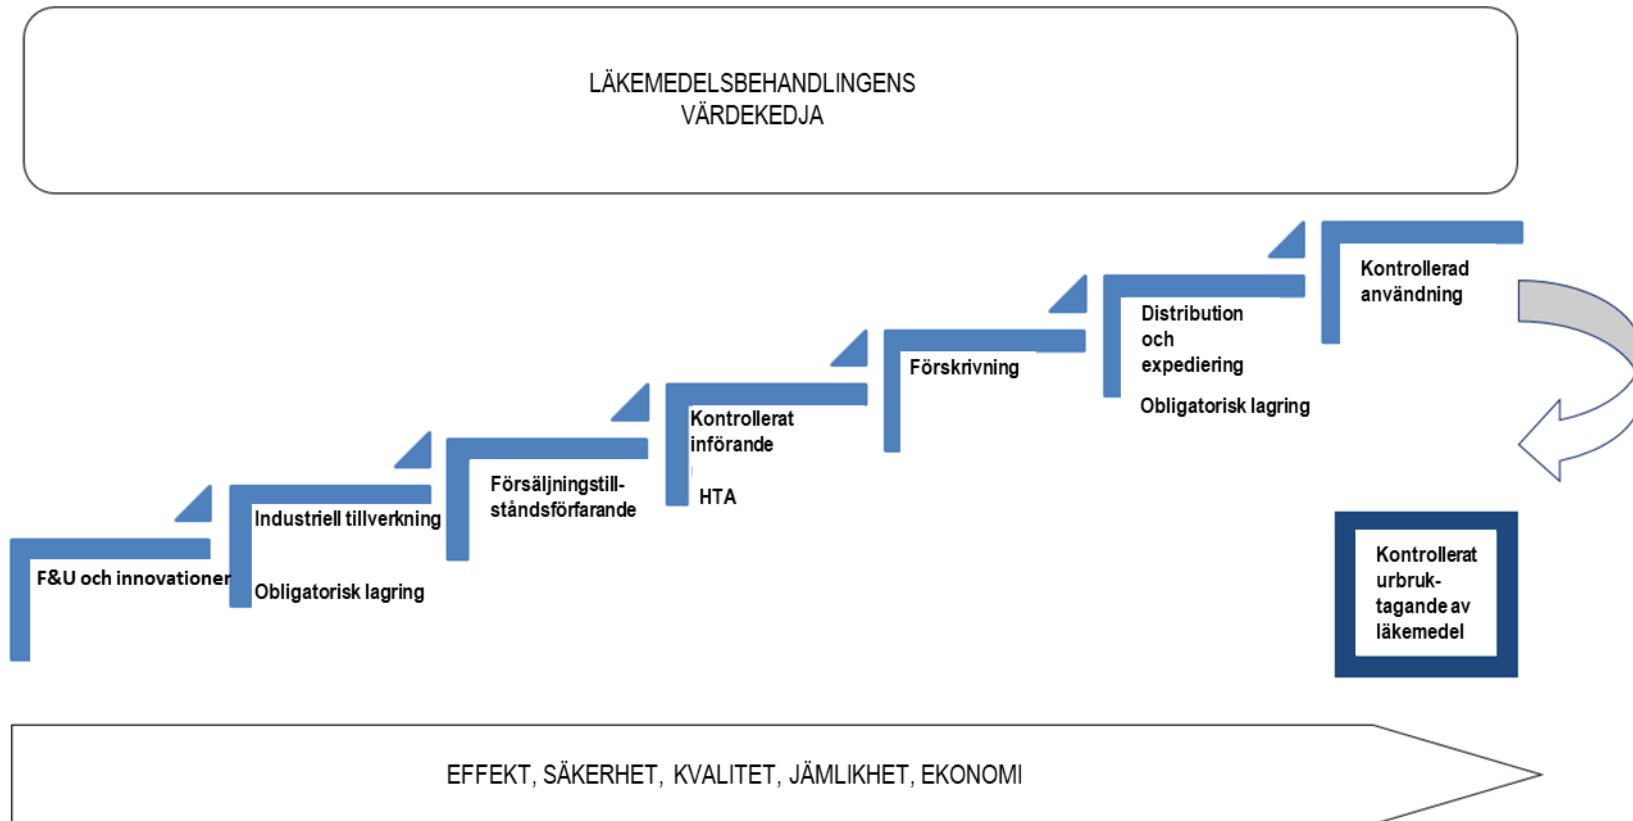 LÄKEMEDELSBEHANDLINGENS
VÄRDEKEDJA
F&U och innovationer
Industriell tillverkning
Obligatorisk lagring
Försäljningstill-
ståndsförfarande
Kontrollerat
införande
HTA
Förskrivning
Distribution
och
expediering
Obligatorisk lagring
Kontrollerad
användning
Kontrollerat
urbruk-
tagande av
läkemedel
EFFEKT, SÄKERHET, KVALITET, JÄMLIKHET, EKONOMI